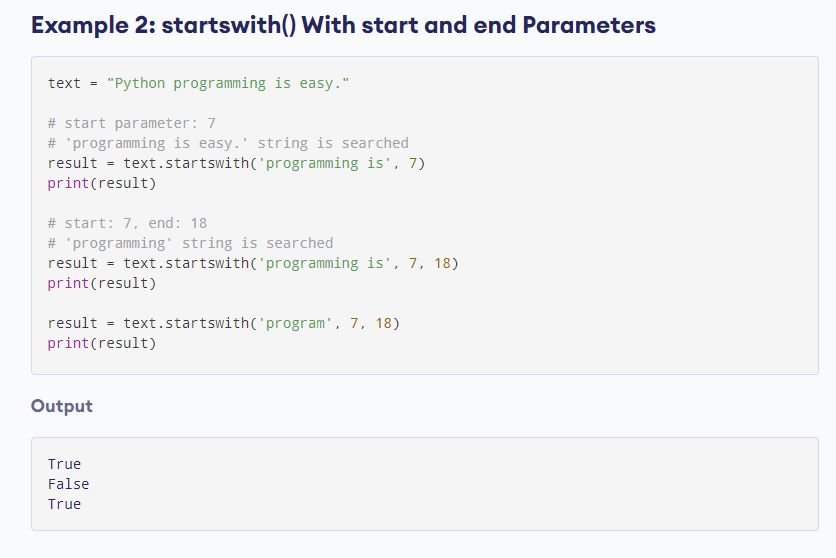 Example 2: startswith() With start and end Parameters
text = "Python programming is easy."
# start parameter: 7
# 'programming is easy.' string is searched
result = text.startswith('programming is', 7)
print(result)
# start: 7, end: 18
# 'programming' string is searched
result = text.startswith('programming is', 7, 18)
print(result)
result = text.startswith('program', 7, 18)
print(result)
Output
True
False
True